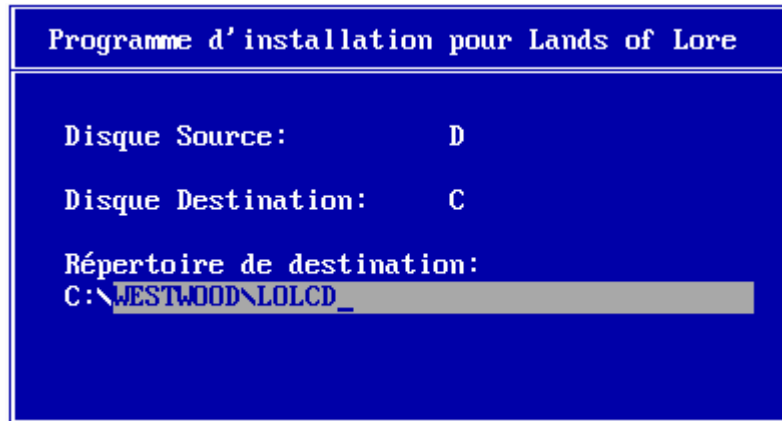 Programme d'installation pour Lands of Lore
Disque Source: D
Disque Destination: C
Répertoire de destination:
C:\WESTWOOD\LOLCD_